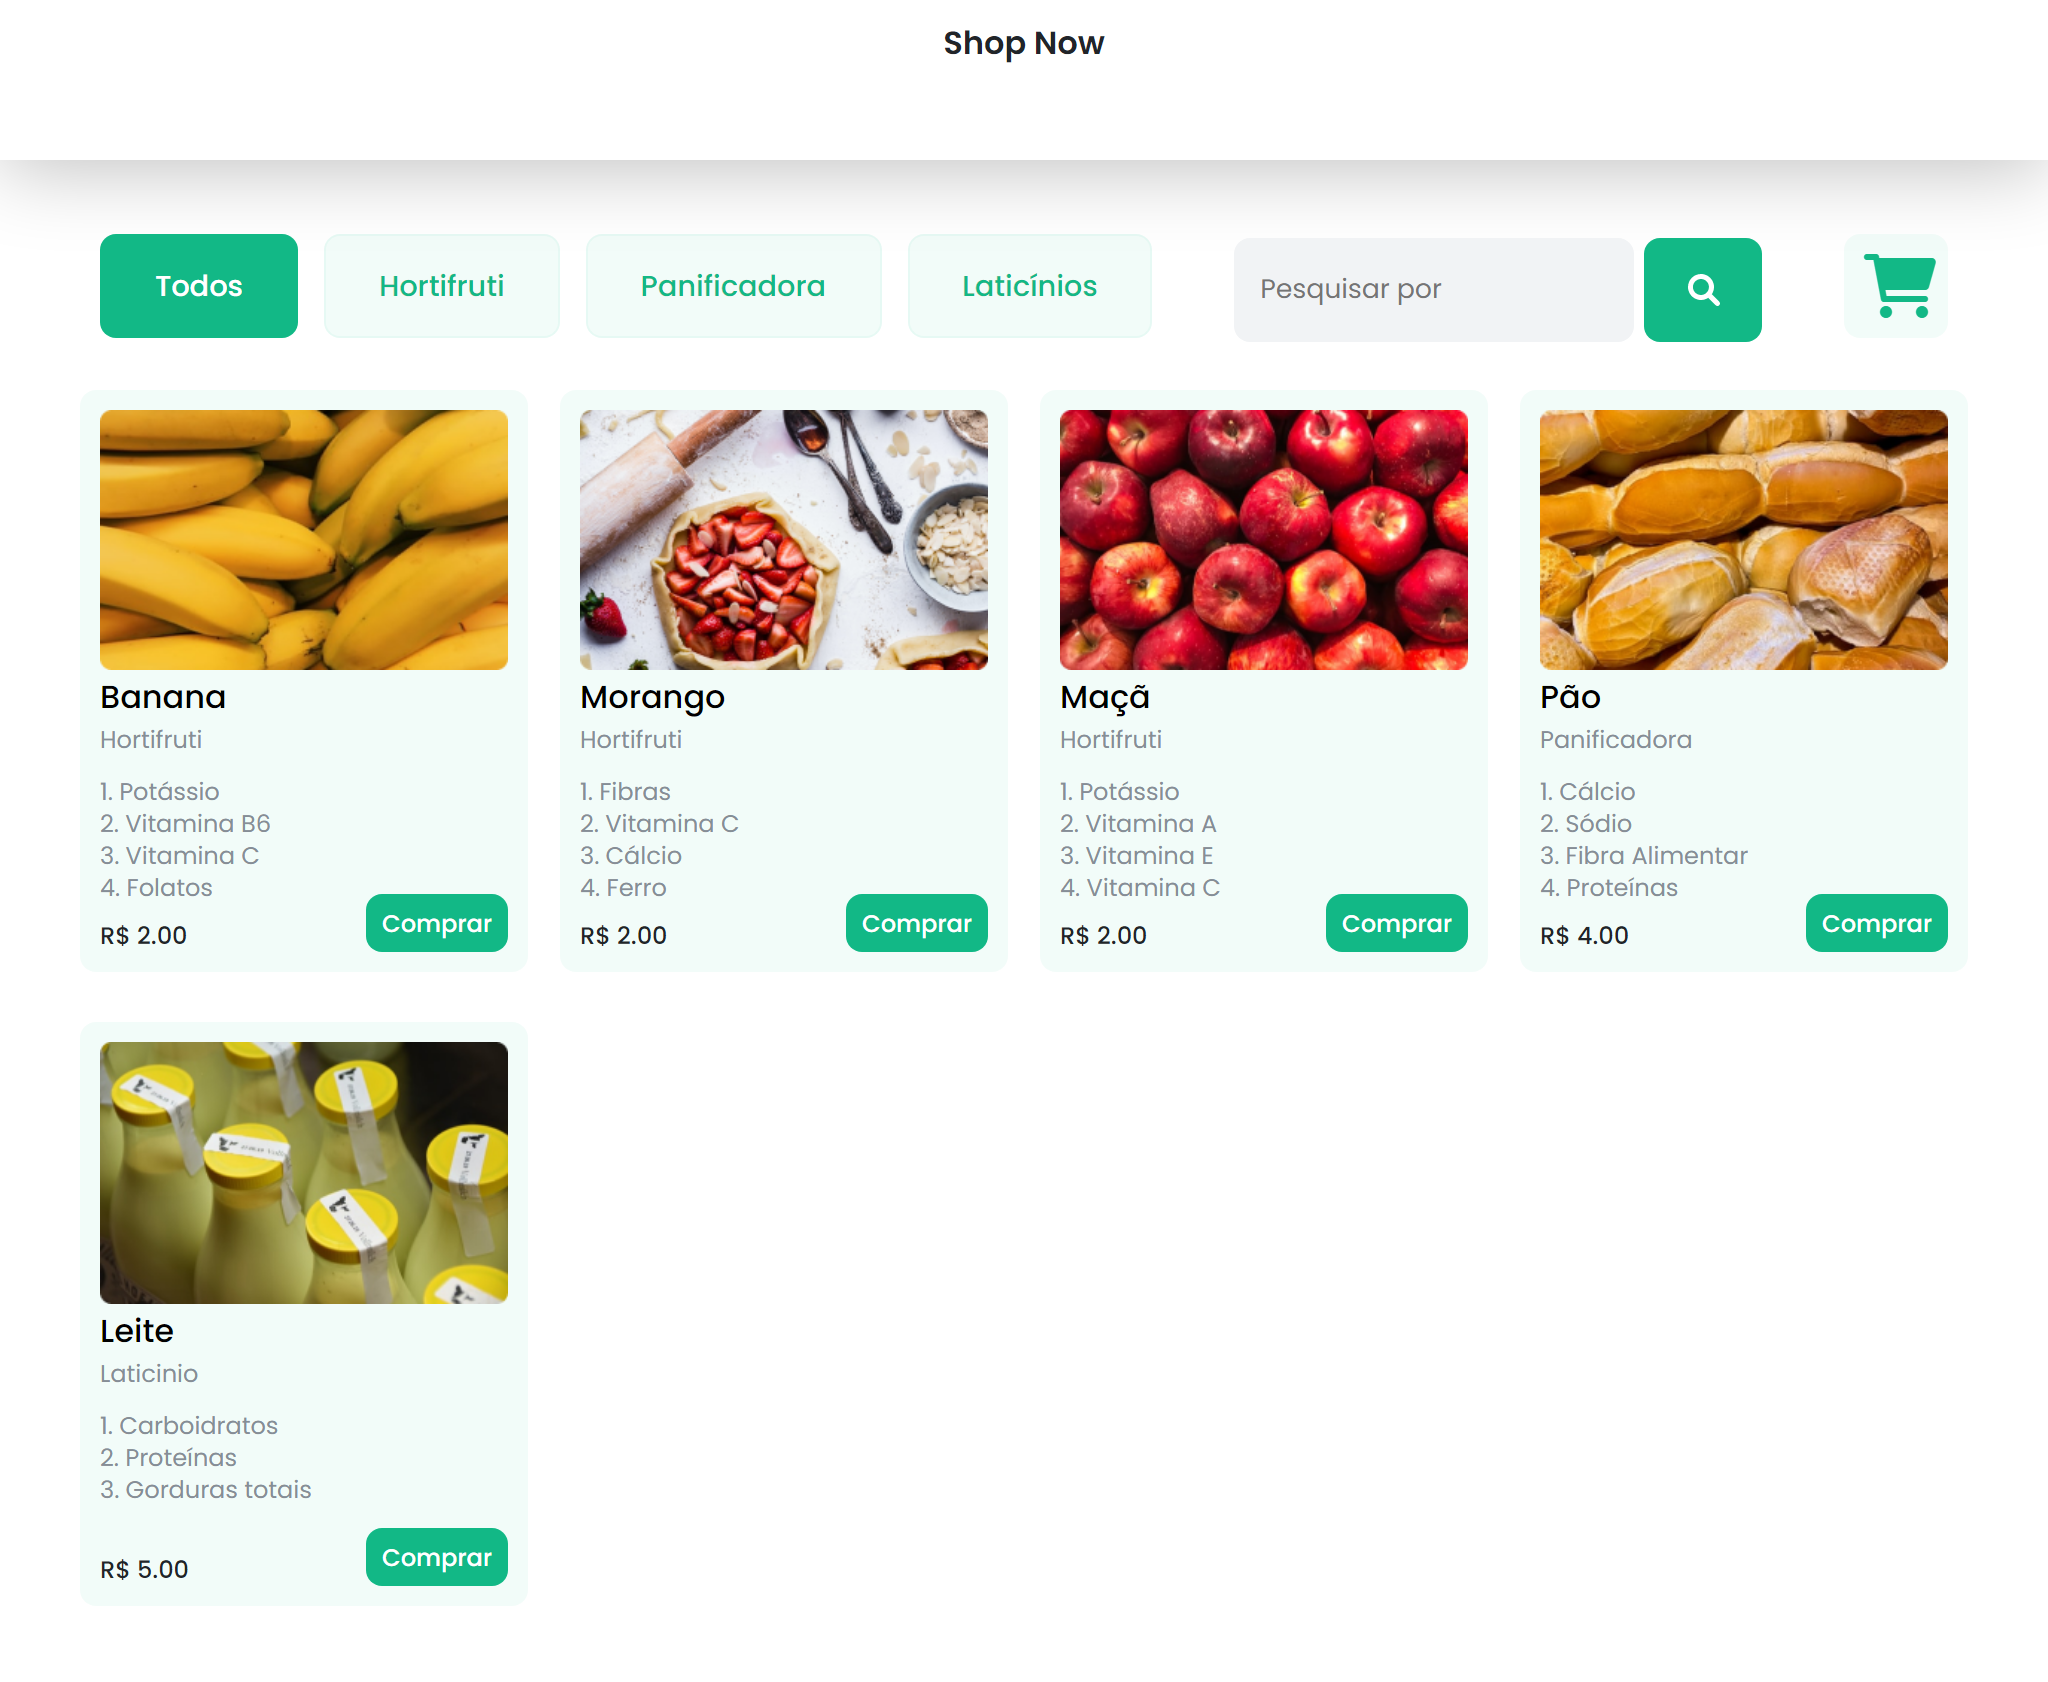 Shop Now
Todos
Hortifruti
Panificadora
Laticínios
Pesquisar por
Banana
Hortifruti
1. Potássio
2. Vitamina B6
3. Vitamina C
4. Folatos
R$ 2.00
Comprar
Morango
Hortifruti
1. Fibras
2. Vitamina C
3. Cálcio
4. Ferro
R$ 2.00
Comprar
Maçã
Hortifruti
1. Potássio
2. Vitamina A
3. Vitamina E
4. Vitamina C
R$ 2.00
Comprar
Pão
Panificadora
1. Cálcio
2. Sódio
3. Fibra Alimentar
4. Proteínas
R$ 4.00
Comprar
Leite
Laticinio
1. Carboidratos
2. Proteínas
3. Gorduras totais
R$ 5.00
Comprar